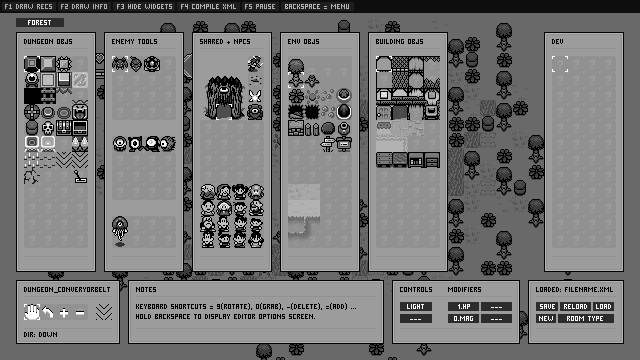 F1 DRAW RECS F2 DRAW INFO F3 HIDE WIDGETS F4 COMPILE XML F5 PAUSE BACKSPACE = MENU
FOREST
DUNGEON OBJS
ENEMY TOOLS
SHARED + NPCS
ENV OBJS
BUILDING OBJS
DEV
DUNGEON_CONVERYORBELT
DIR: DOWN
NOTES
KEYBOARD SHORTCUTS = 9(ROTATE), 0(GRAB), -(DELETE), =(ADD) ...
HOLD BACKSPACE TO DISPLAY EDITOR OPTIONS SCREEN.
CONTROLS
LIGHT
---
MODIFIERS
1.HP ---
0.MAG ---
LOADED: FILENAME.XML
SAVE RELOAD LOAD
NEW ROOM TYPE